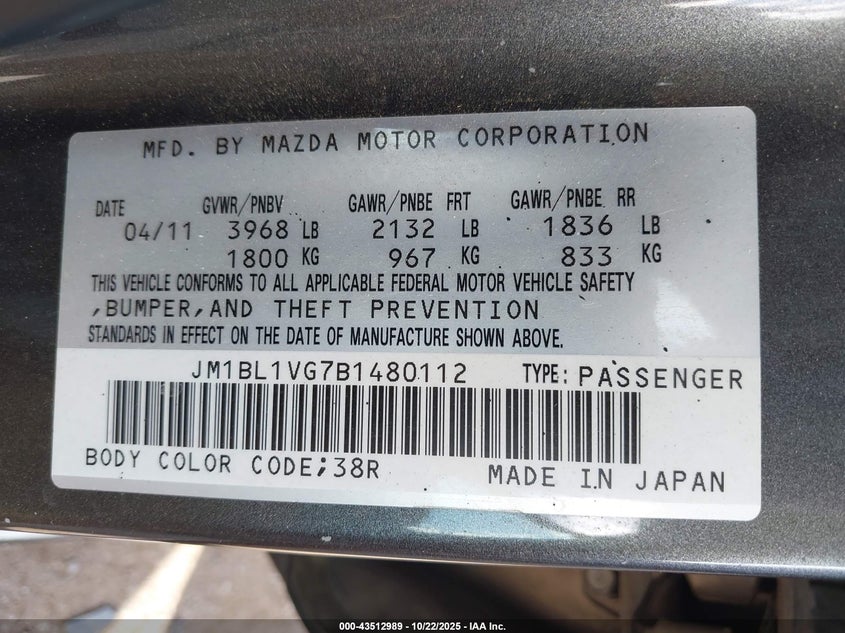 MFD. BY MAZDA MOTOR CORPORATION
DATE GVWR/PNBV GAWR/PNBE FRT GAWR/PNBE RR
04/11 3968 LB 2132 LB 1836 LB
1800 KG 967 KG 833 KG
THIS VEHICLE CONFORMS TO ALL APPLICABLE FEDERAL MOTOR VEHICLE SAFETY
,BUMPER,AND THEFT PREVENTION
STANDARDS IN EFFECT ON THE DATE OF MANUFACTURE SHOWN ABOVE.
JM1BL1VG7B1480112 TYPE: PASSENGER
BODY COLOR CODE;38R
MADE IN JAPAN
000-43512989 - 10/22/2025 - IAA Inc.